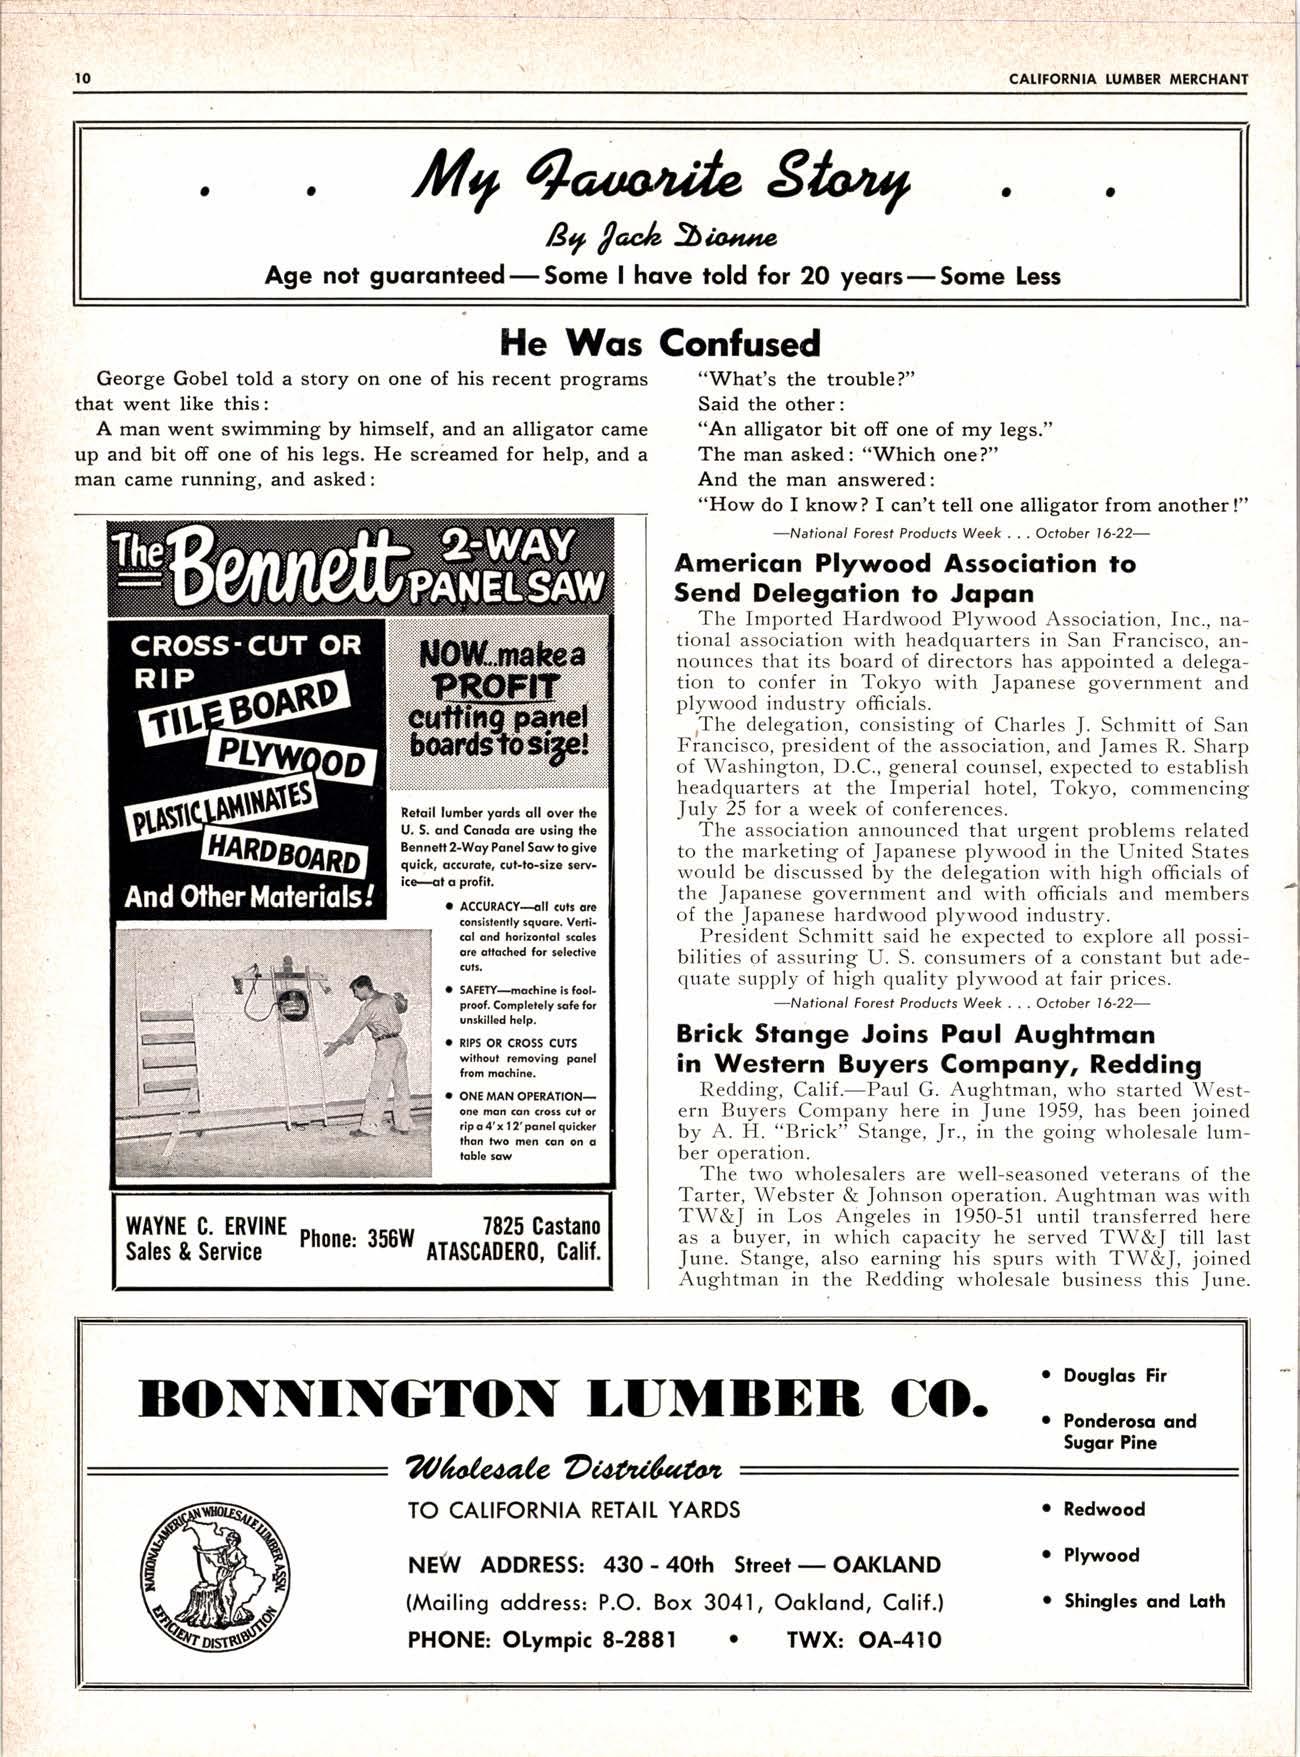 10
CALIFORNIA LUMBER MERCHANT
. . My Favorite Story . .
By Jack Dionne
Age not guaranteed — Some I have told for 20 years — Some Less
He Was Confused
George Gobel told a story on one of his recent programs
that went like this:
A man went swimming by himself, and an alligator came
up and bit off one of his legs. He screamed for help, and a
man came running, and asked:
"What's the trouble?"
Said the other:
"An alligator bit off one of my legs."
The man asked: "Which one?"
And the man answered:
"How do I know? I can't tell one alligator from another!"
—National Forest Products Week . . . October 16-22—
The Bennett 2-WAY
PANEL SAW
CROSS-CUT OR
RIP
TILE BOARD
PLYWOOD
PLASTIC LAMINATES
HARDBOARD
And Other Materials!
NOW...make a
PROFIT
cutting panel
boards to size!
Retail lumber yards all over the
U. S. and Canada are using the
Bennett 2-Way Panel Saw to give
quick, accurate, cut-to-size serv-
ice—at a profit.
• ACCURACY—all cuts are
consistently square. Verti-
cal and horizontal scales
are attached for selective
cuts.
• SAFETY—machine is fool-
proof. Completely safe for
unskilled help.
• RIPS OR CROSS CUTS
without removing panel
from machine.
• ONE MAN OPERATION—
one man can cross cut or
rip a 4' x 12' panel quicker
than two men can on a
table saw
WAYNE C. ERVINE
Sales & Service
Phone: 356W
7825 Castano
ATASCADERO, Calif.
American Plywood Association to
Send Delegation to Japan
The Imported Hardwood Plywood Association, Inc., na-
tional association with headquarters in San Francisco, an-
nounces that its board of directors has appointed a delega-
tion to confer in Tokyo with Japanese government and
plywood industry officials.
The delegation, consisting of Charles J. Schmitt of San
Francisco, president of the association, and James R. Sharp
of Washington, D.C., general counsel, expected to establish
headquarters at the Imperial hotel, Tokyo, commencing
July 25 for a week of conferences.
The association announced that urgent problems related
to the marketing of Japanese plywood in the United States
would be discussed by the delegation with high officials of
the Japanese government and with officials and members
of the Japanese hardwood plywood industry.
President Schmitt said he expected to explore all possi-
bilities of assuring U. S. consumers of a constant but ade-
quate supply of high quality plywood at fair prices.
—National Forest Products Week . . . October 16-22—
Brick Stange Joins Paul Aughtman
in Western Buyers Company, Redding
Redding, Calif.—Paul G. Aughtman, who started West-
ern Buyers Company here in June 1959, has been joined
by A. H. "Brick" Stange, Jr., in the going wholesale lum-
ber operation.
The two wholesalers are well-seasoned veterans of the
Tarter, Webster & Johnson operation. Aughtman was with
TW&J in Los Angeles in 1950-51 until transferred here
as a buyer, in which capacity he served TW&J till last
June. Stange, also earning his spurs with TW&J, joined
Aughtman in the Redding wholesale business this June.
BONNINGTON LUMBER CO.
Wholesale Distributor
TO CALIFORNIA RETAIL YARDS
NEW ADDRESS: 430 - 40th Street — OAKLAND
(Mailing address: P.O. Box 3041, Oakland, Calif.)
PHONE: OLympic 8-2881 • TWX: OA-410
NATIONAL-AMERICAN WHOLESALE LUMBER ASSN.
EFFICIENT DISTRIBUTION
• Douglas Fir
• Ponderosa and
Sugar Pine
• Redwood
• Plywood
• Shingles and Lath